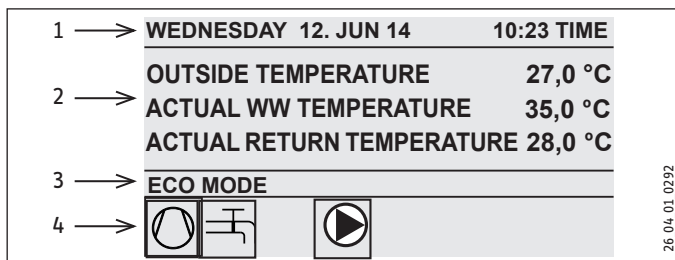 1 WEDNESDAY 12. JUN 14 10:23 TIME
2
OUTSIDE TEMPERATURE 27,0 °C
ACTUAL WW TEMPERATURE 35,0 °C
ACTUAL RETURN TEMPERATURE 28,0 °C
3 ECO MODE
4
26 04 01 0292